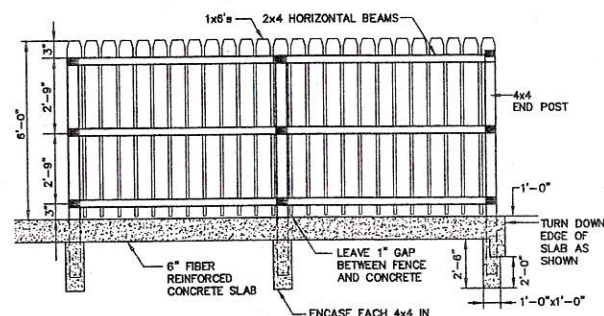 1x6's
2x4 HORIZONTAL BEAMS
3"
2'-9"
6'-0"
2'-9"
3"
4x4
END POST
1'-0"
TURN DOWN
EDGE OF
SLAB AS
SHOWN
6" FIBER
REINFORCED
CONCRETE SLAB
LEAVE 1" GAP
BETWEEN FENCE
AND CONCRETE
2'-6"
2'-0"
1'-0"x1'-0"
ENCASE EACH 4x4 IN